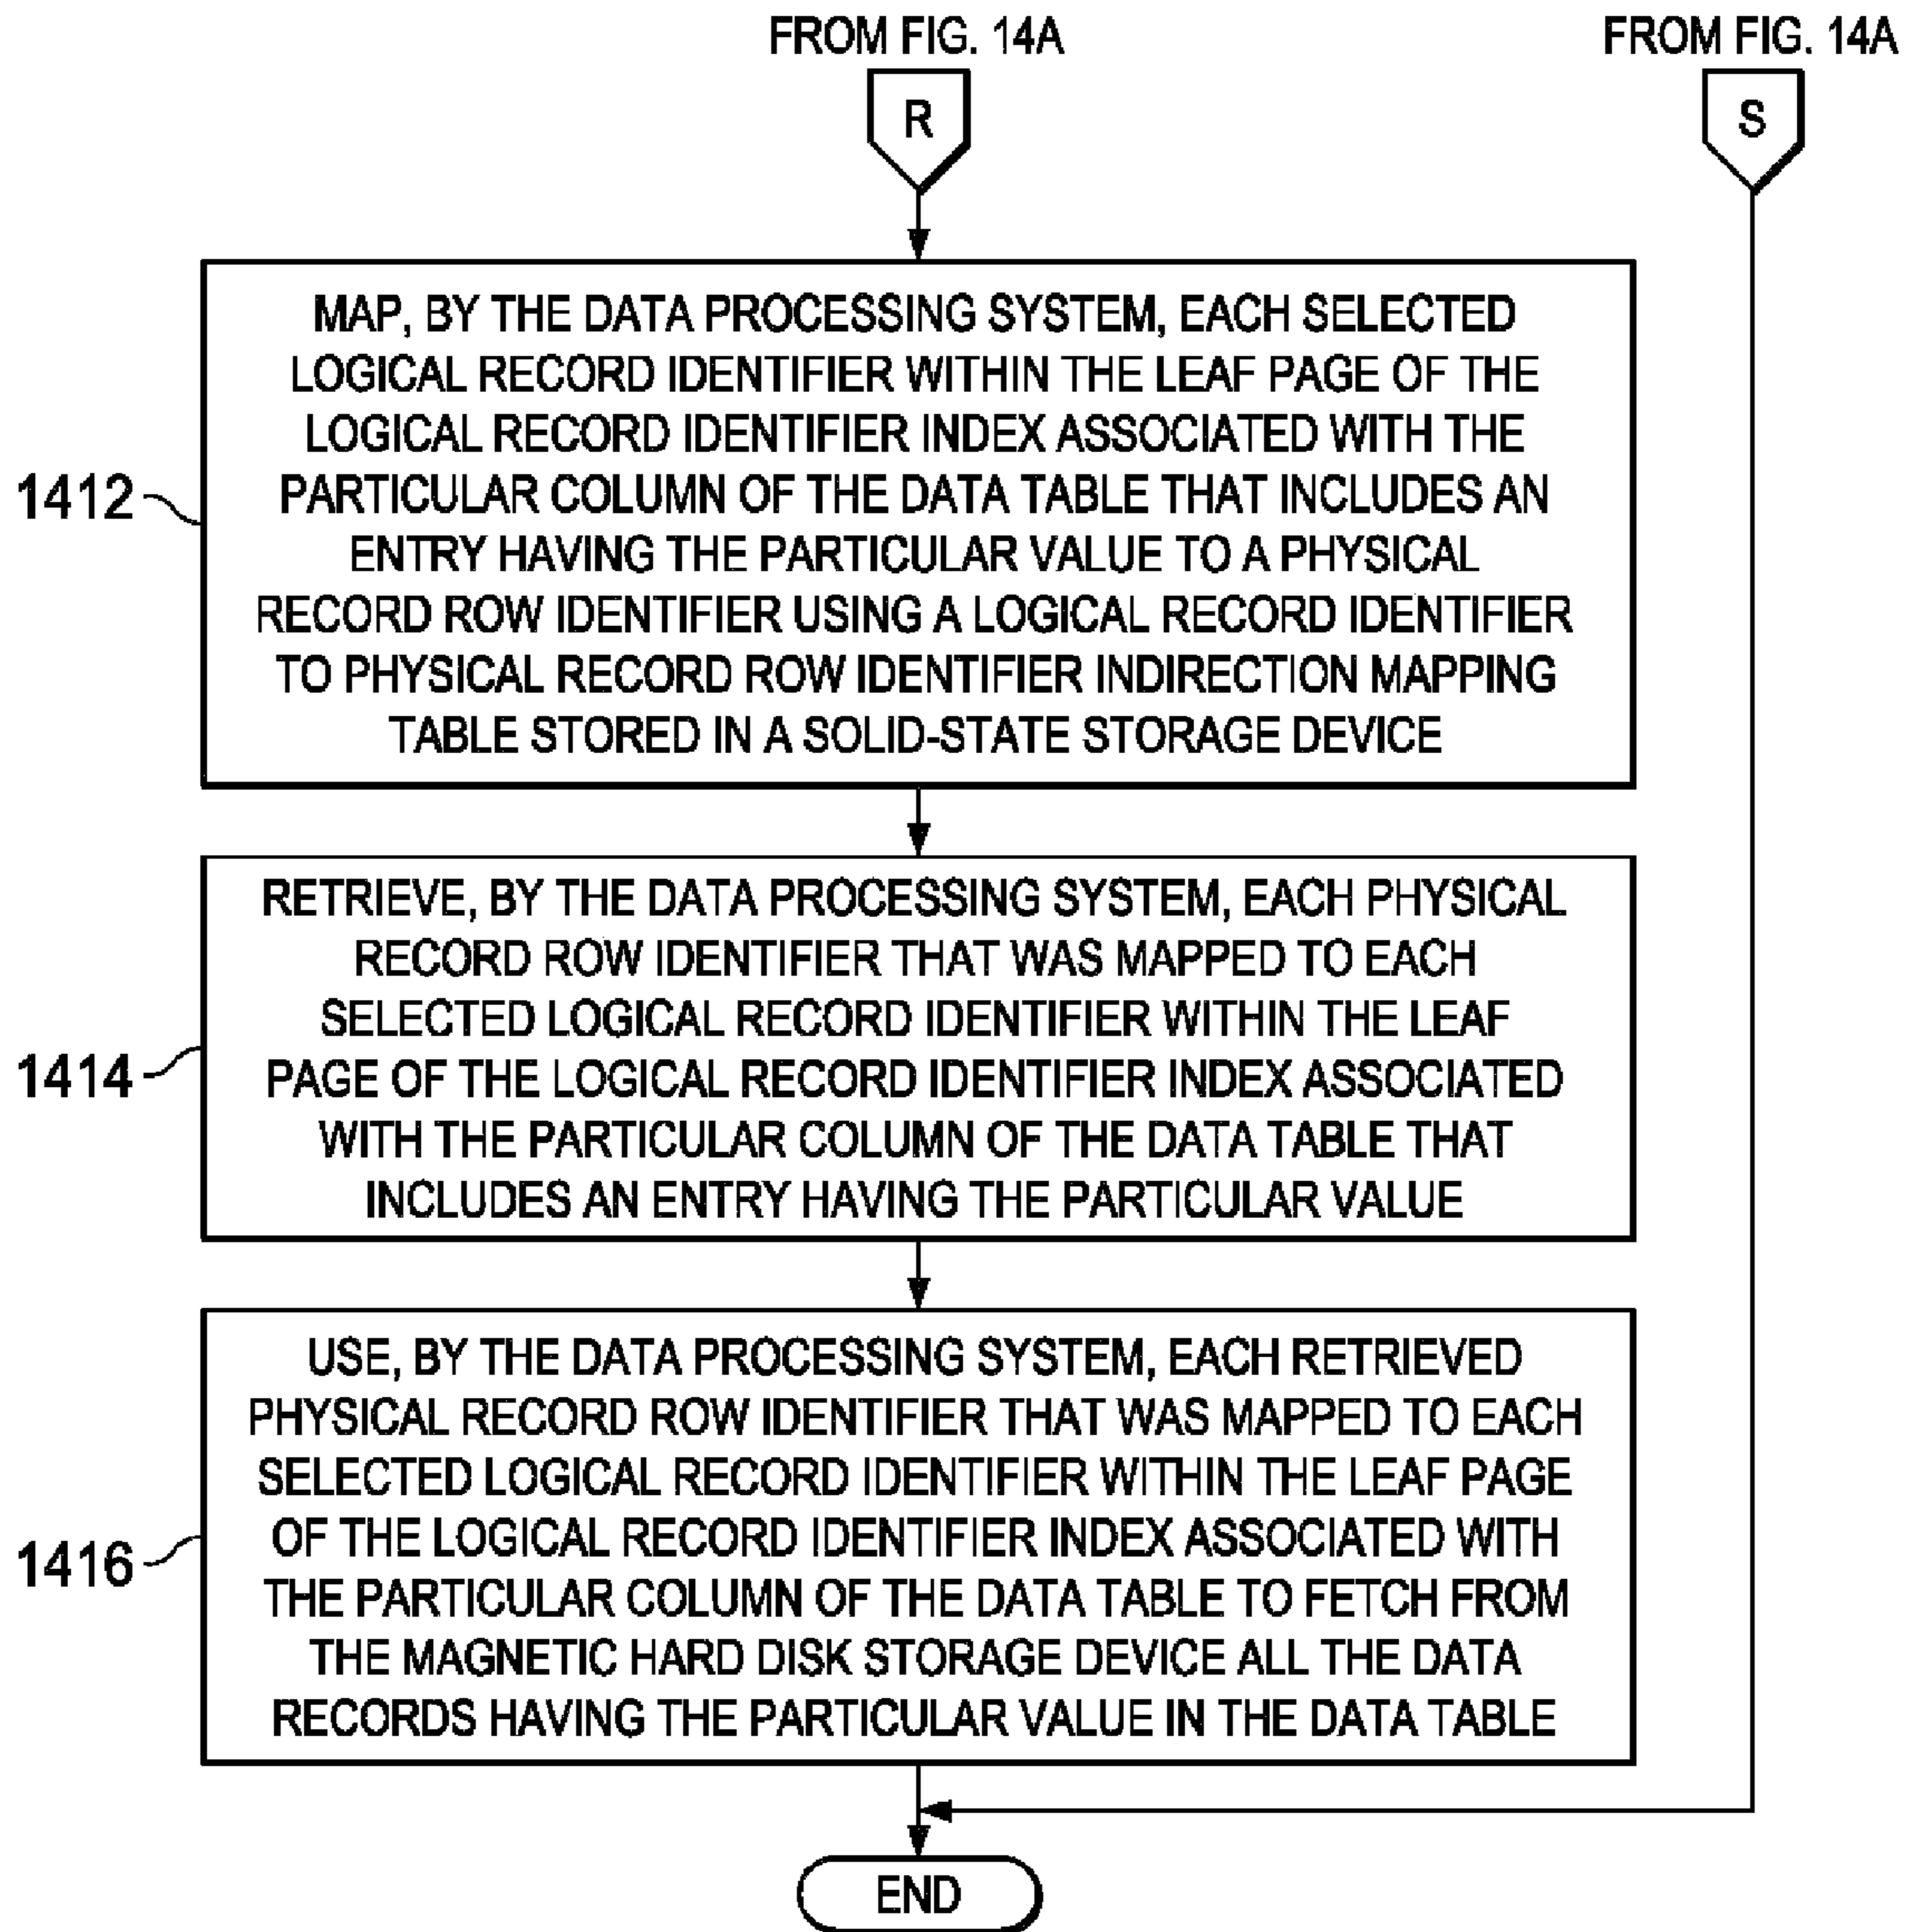 FROM FIG. 14A
FROM FIG. 14A
R
S
MAP, BY THE DATA PROCESSING SYSTEM, EACH SELECTED
LOGICAL RECORD IDENTIFIER WITHIN THE LEAF PAGE OF THE
LOGICAL RECORD IDENTIFIER INDEX ASSOCIATED WITH THE
PARTICULAR COLUMN OF THE DATA TABLE THAT INCLUDES AN
ENTRY HAVING THE PARTICULAR VALUE TO A PHYSICAL
RECORD ROW IDENTIFIER USING A LOGICAL RECORD IDENTIFIER
TO PHYSICAL RECORD ROW IDENTIFIER INDIRECTION MAPPING
TABLE STORED IN A SOLID-STATE STORAGE DEVICE
1412
RETRIEVE, BY THE DATA PROCESSING SYSTEM, EACH PHYSICAL
RECORD ROW IDENTIFIER THAT WAS MAPPED TO EACH
SELECTED LOGICAL RECORD IDENTIFIER WITHIN THE LEAF
PAGE OF THE LOGICAL RECORD IDENTIFIER INDEX ASSOCIATED
WITH THE PARTICULAR COLUMN OF THE DATA TABLE THAT
INCLUDES AN ENTRY HAVING THE PARTICULAR VALUE
1414
USE, BY THE DATA PROCESSING SYSTEM, EACH RETRIEVED
PHYSICAL RECORD ROW IDENTIFIER THAT WAS MAPPED TO EACH
SELECTED LOGICAL RECORD IDENTIFIER WITHIN THE LEAF PAGE
OF THE LOGICAL RECORD IDENTIFIER INDEX ASSOCIATED WITH
THE PARTICULAR COLUMN OF THE DATA TABLE TO FETCH FROM
THE MAGNETIC HARD DISK STORAGE DEVICE ALL THE DATA
RECORDS HAVING THE PARTICULAR VALUE IN THE DATA TABLE
1416
END